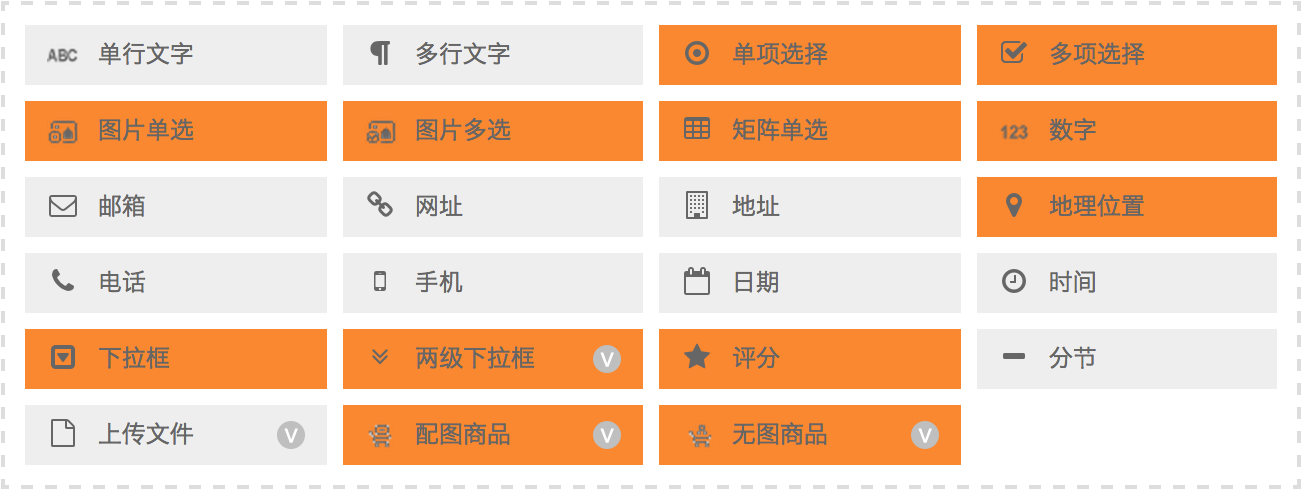 ABC 单行文字 多行文字 单项选择 多项选择
图片单选 图片多选 矩阵单选 123 数字
邮箱 网址 地址 地理位置
电话 手机 日期 时间
下拉框 两级下拉框 V 评分 分节
上传文件 V 配图商品 V 无图商品 V